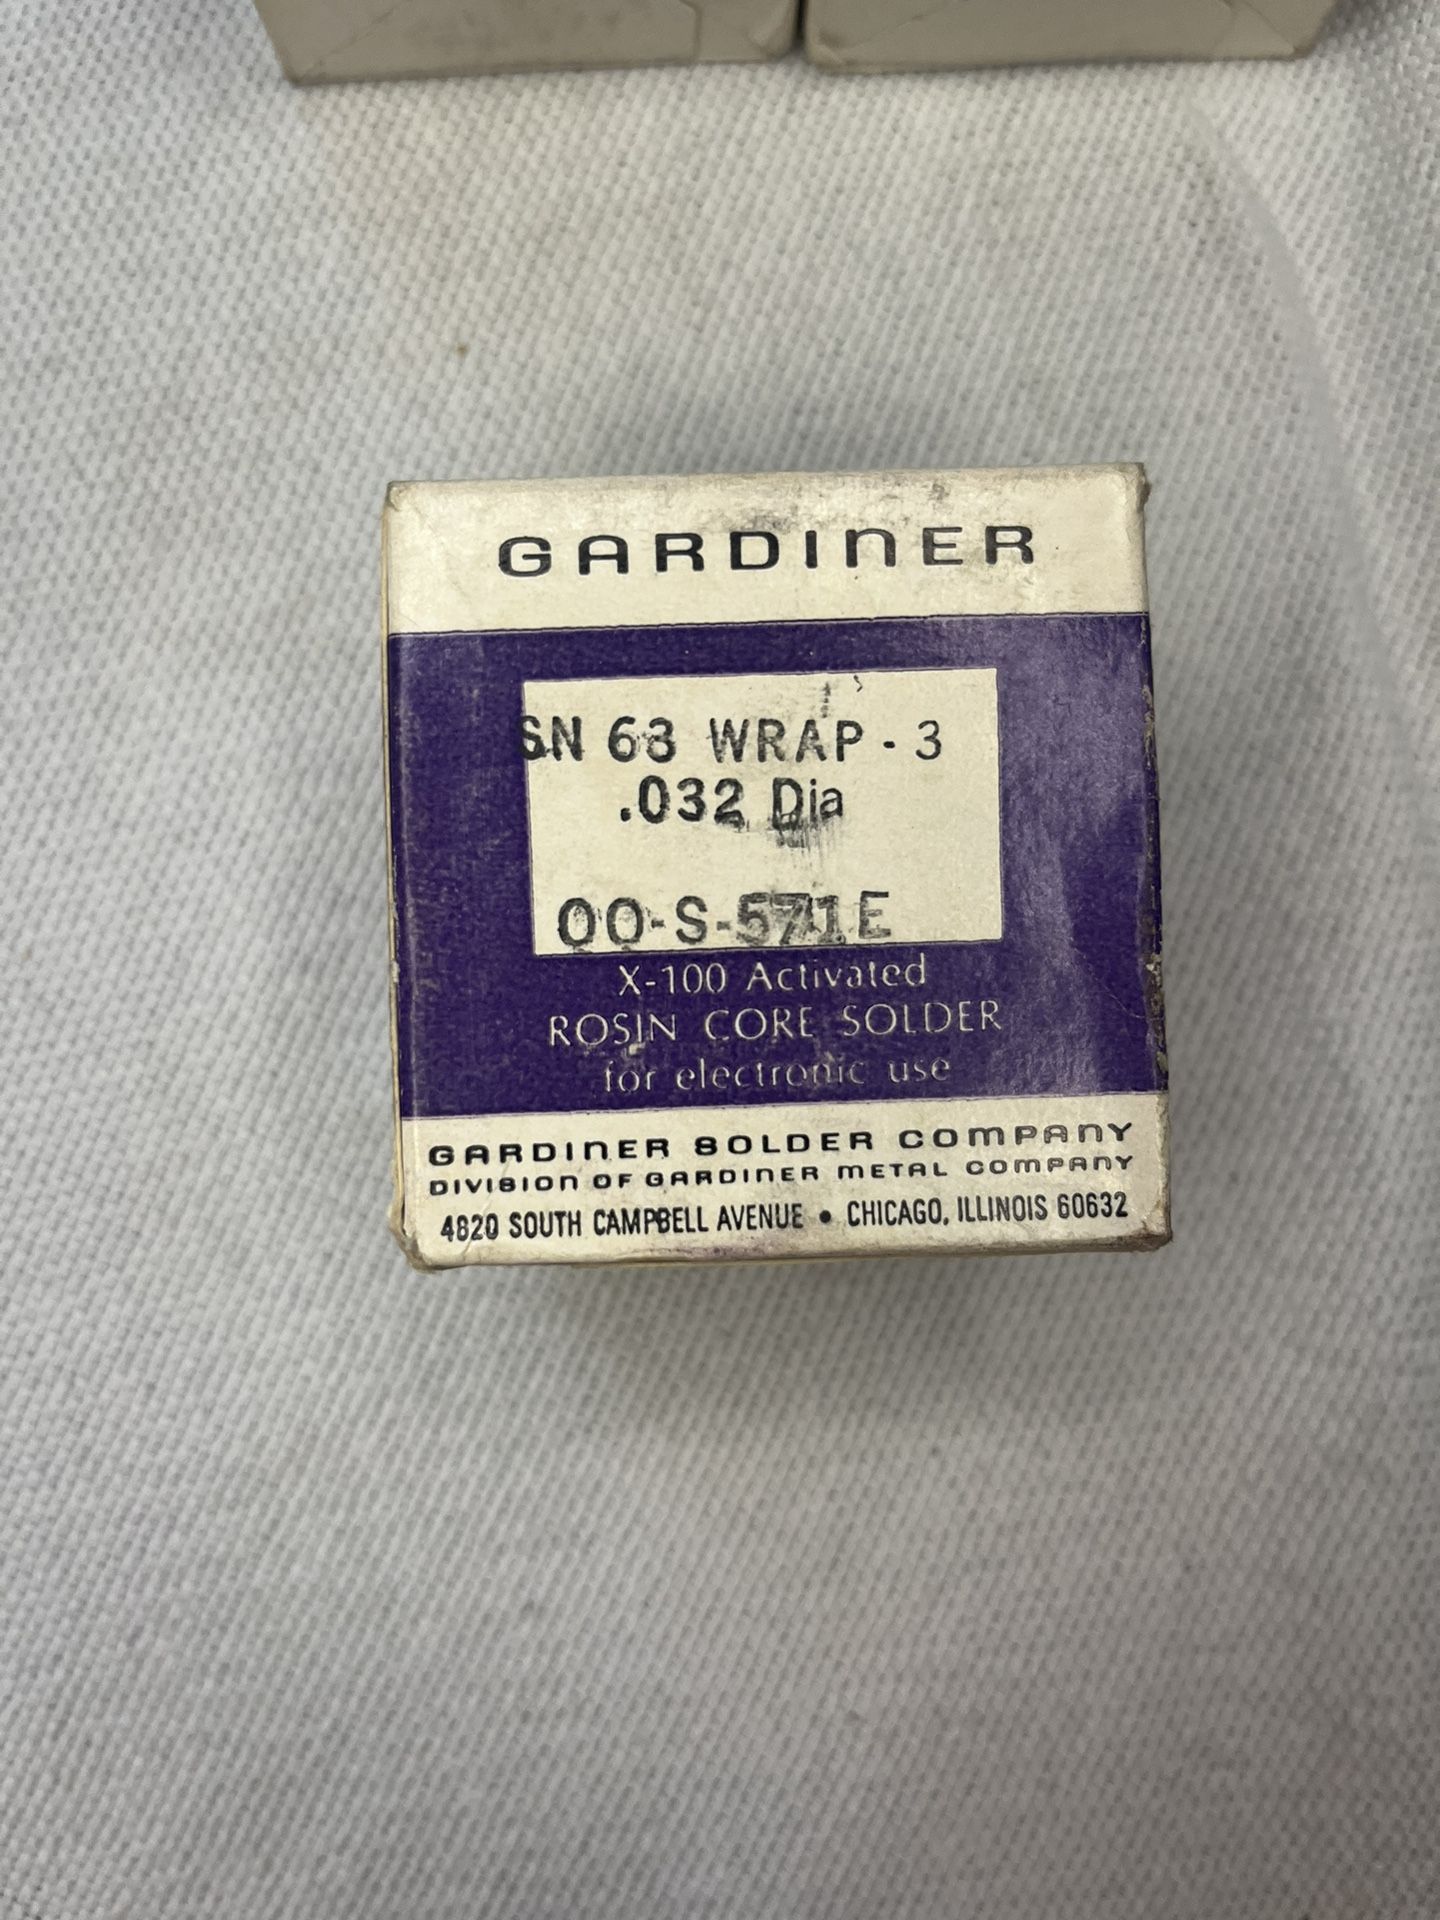 GARDINER
SN 63 WRAP - 3
.032 Dia
QQ-S-571E
X-100 Activated
ROSIN CORE SOLDER
for electronic use
GARDINER SOLDER COMPANY
DIVISION OF GARDINER METAL COMPANY
4820 SOUTH CAMPBELL AVENUE • CHICAGO, ILLINOIS 60632